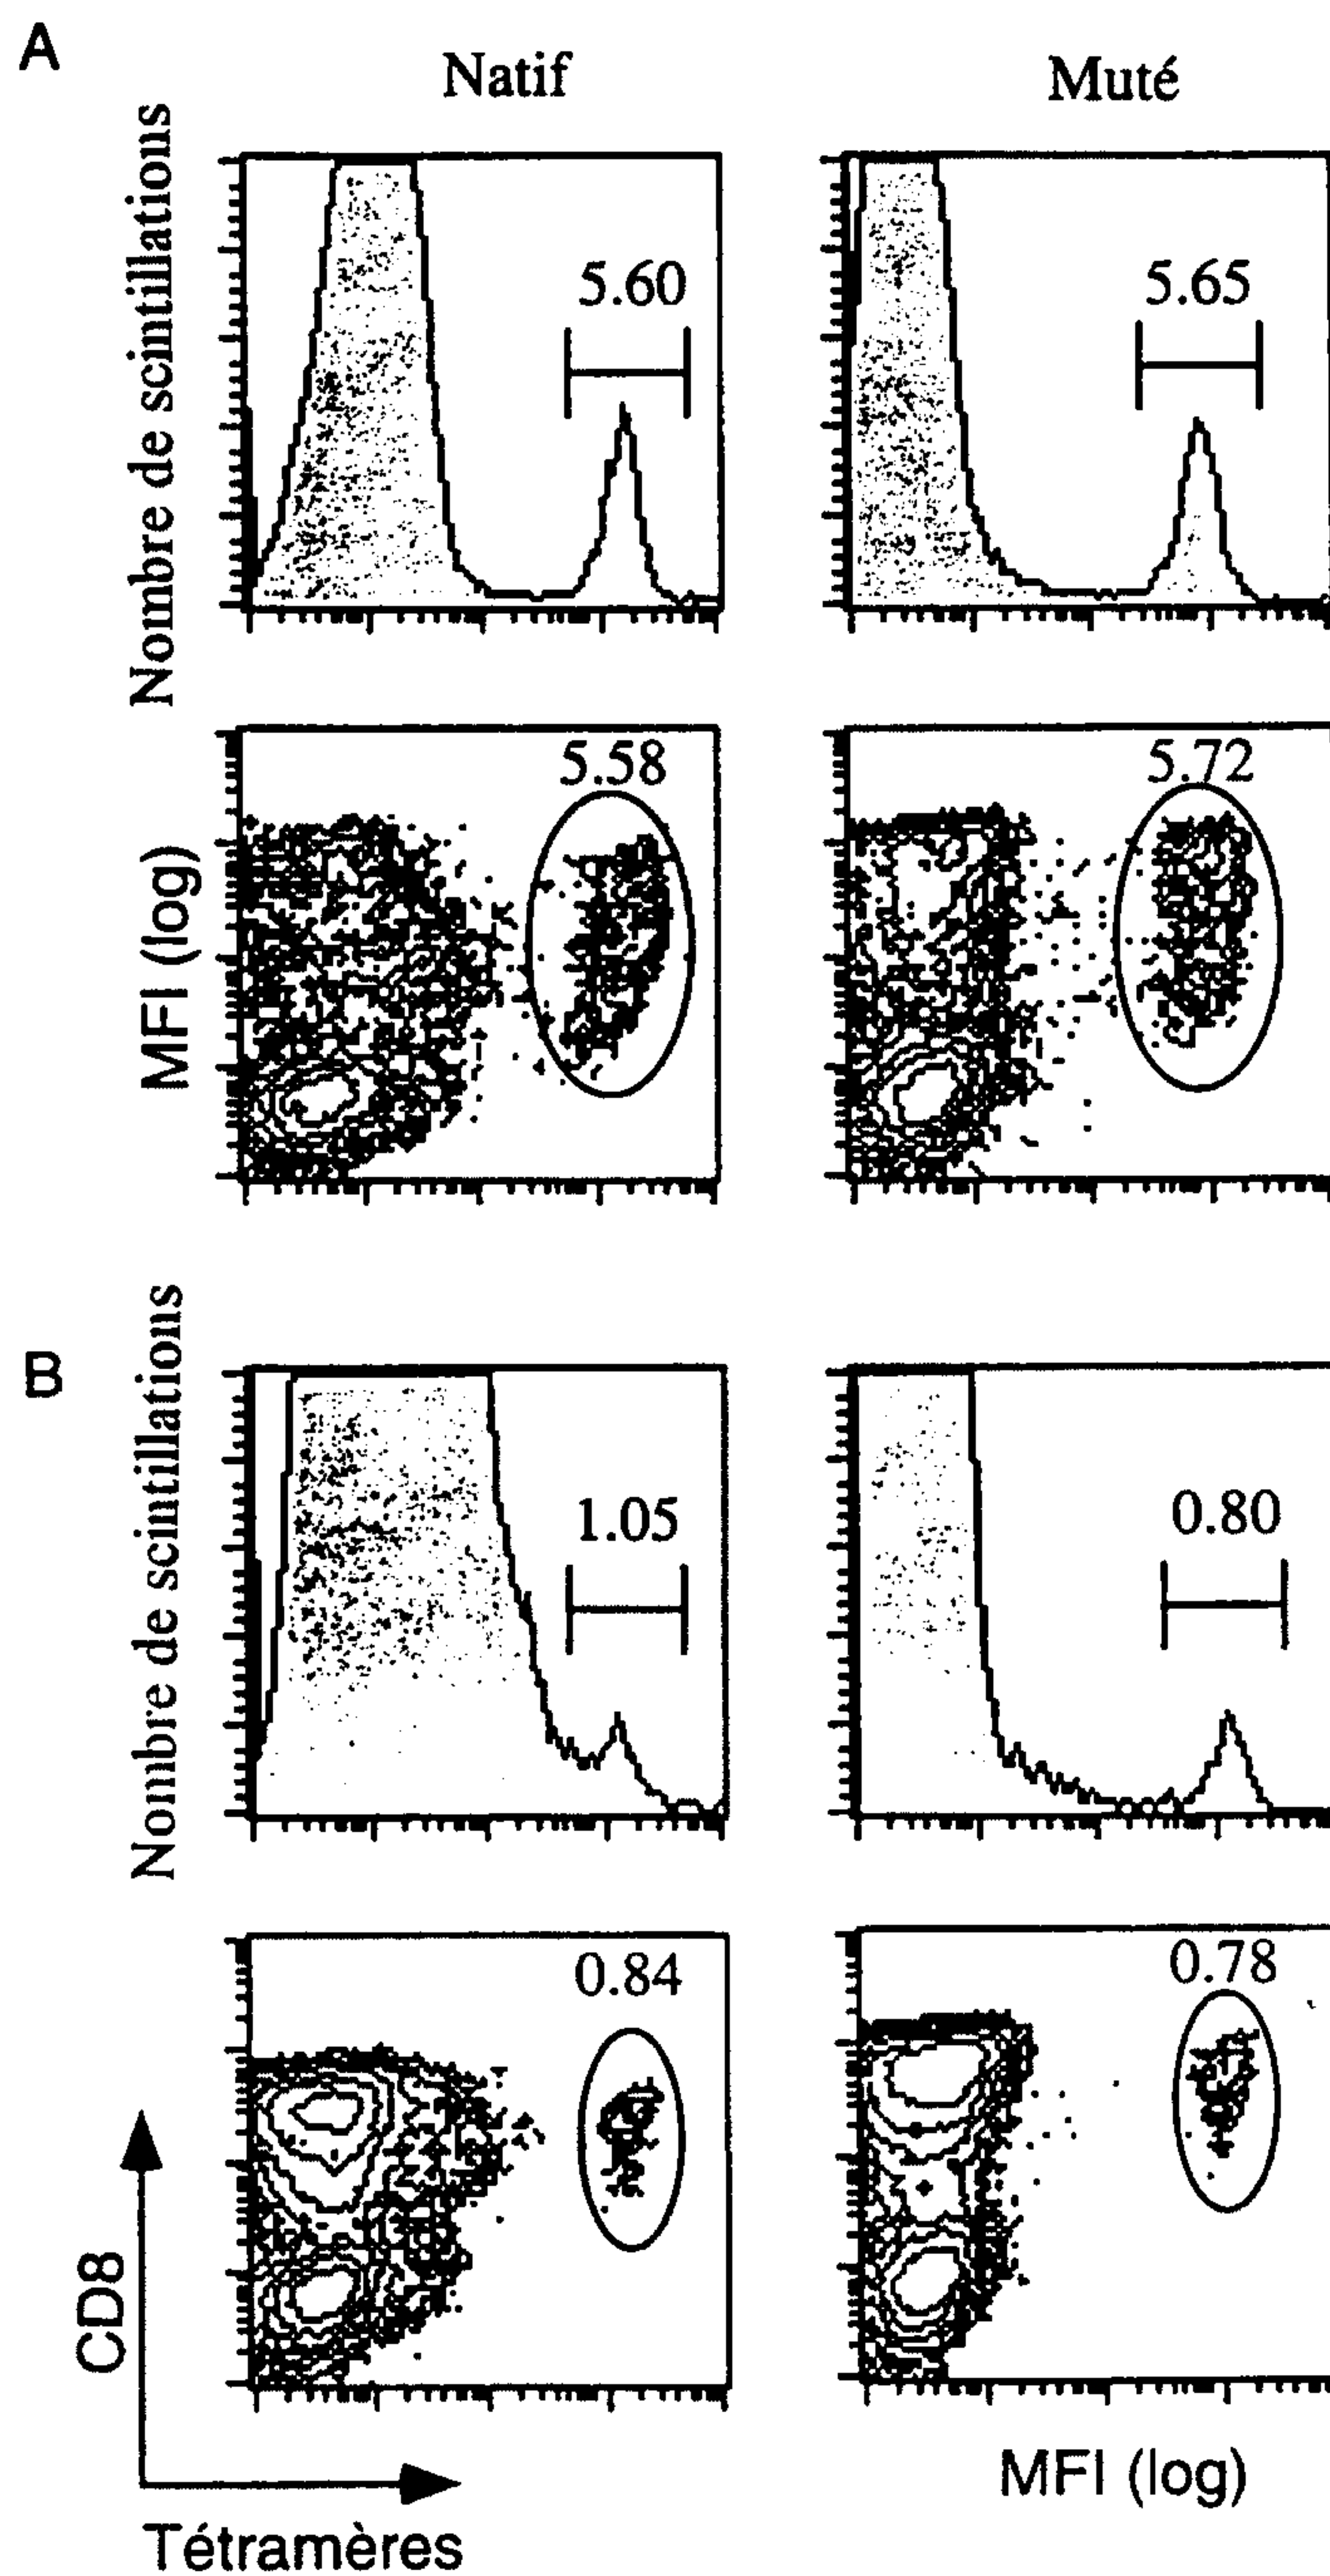 A
Natif
Muté
Nombre de scintillations
5.60
5.65
MFI (log)
5.58
5.72
B
Nombre de scintillations
1.05
0.80
0.84
0.78
CD8
Tétramères
MFI (log)